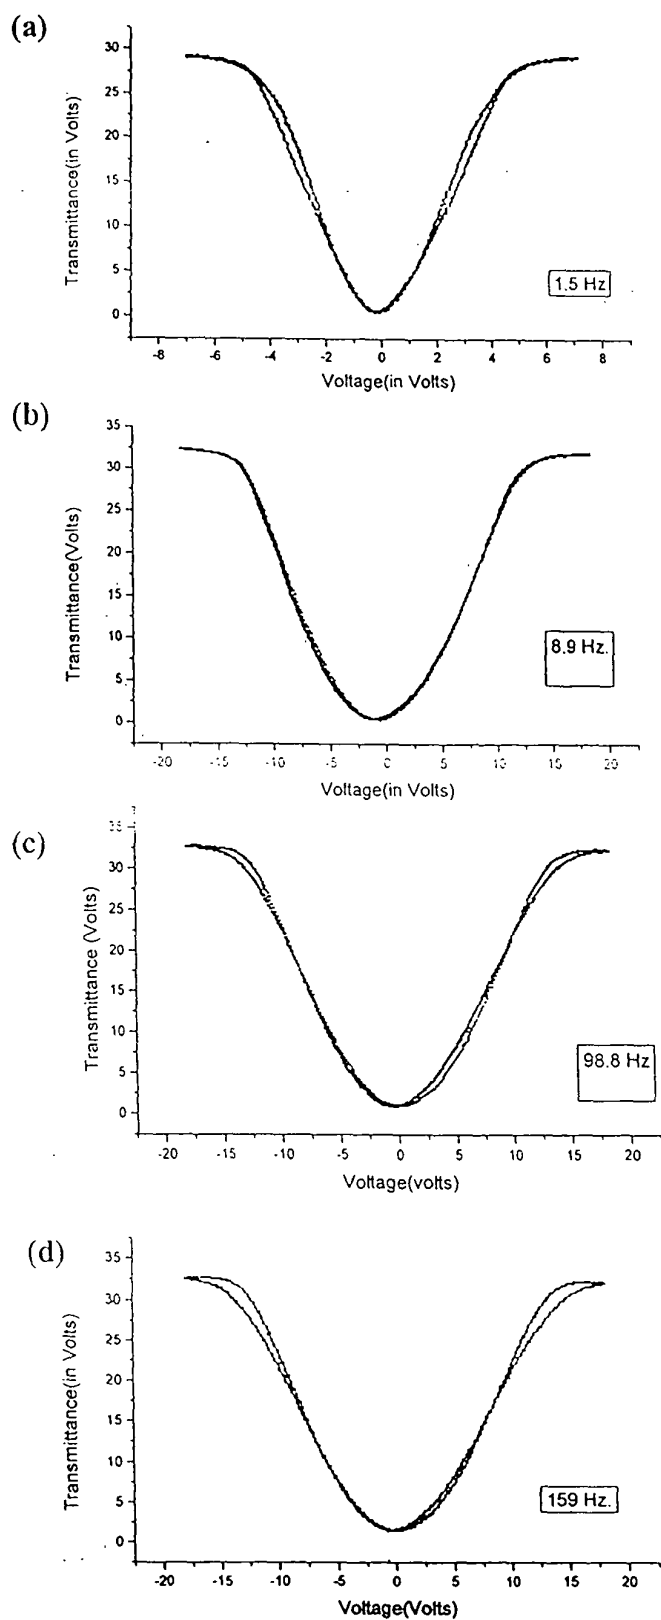 (a)
Transmittance(in Volts)
30
25
20
15
10
5
0
1.5 Hz
-8 -6 -4 -2 0 2 4 6 8
Voltage(in Volts)
(b)
Transmittance(Volts)
35
30
25
20
15
10
5
0
8.9 Hz.
-20 -15 -10 -5 0 5 10 15 20
Voltage(in Volts)
(c)
Transmittance (Volts)
35
30
25
20
15
10
5
0
98.8 Hz
-20 -15 -10 -5 0 5 10 15 20
Voltage(volts)
(d)
Transmittance(in Volts)
35
30
25
20
15
10
5
0
159 Hz.
-20 -15 -10 -5 0 5 10 15 20
Voltage(Volts)